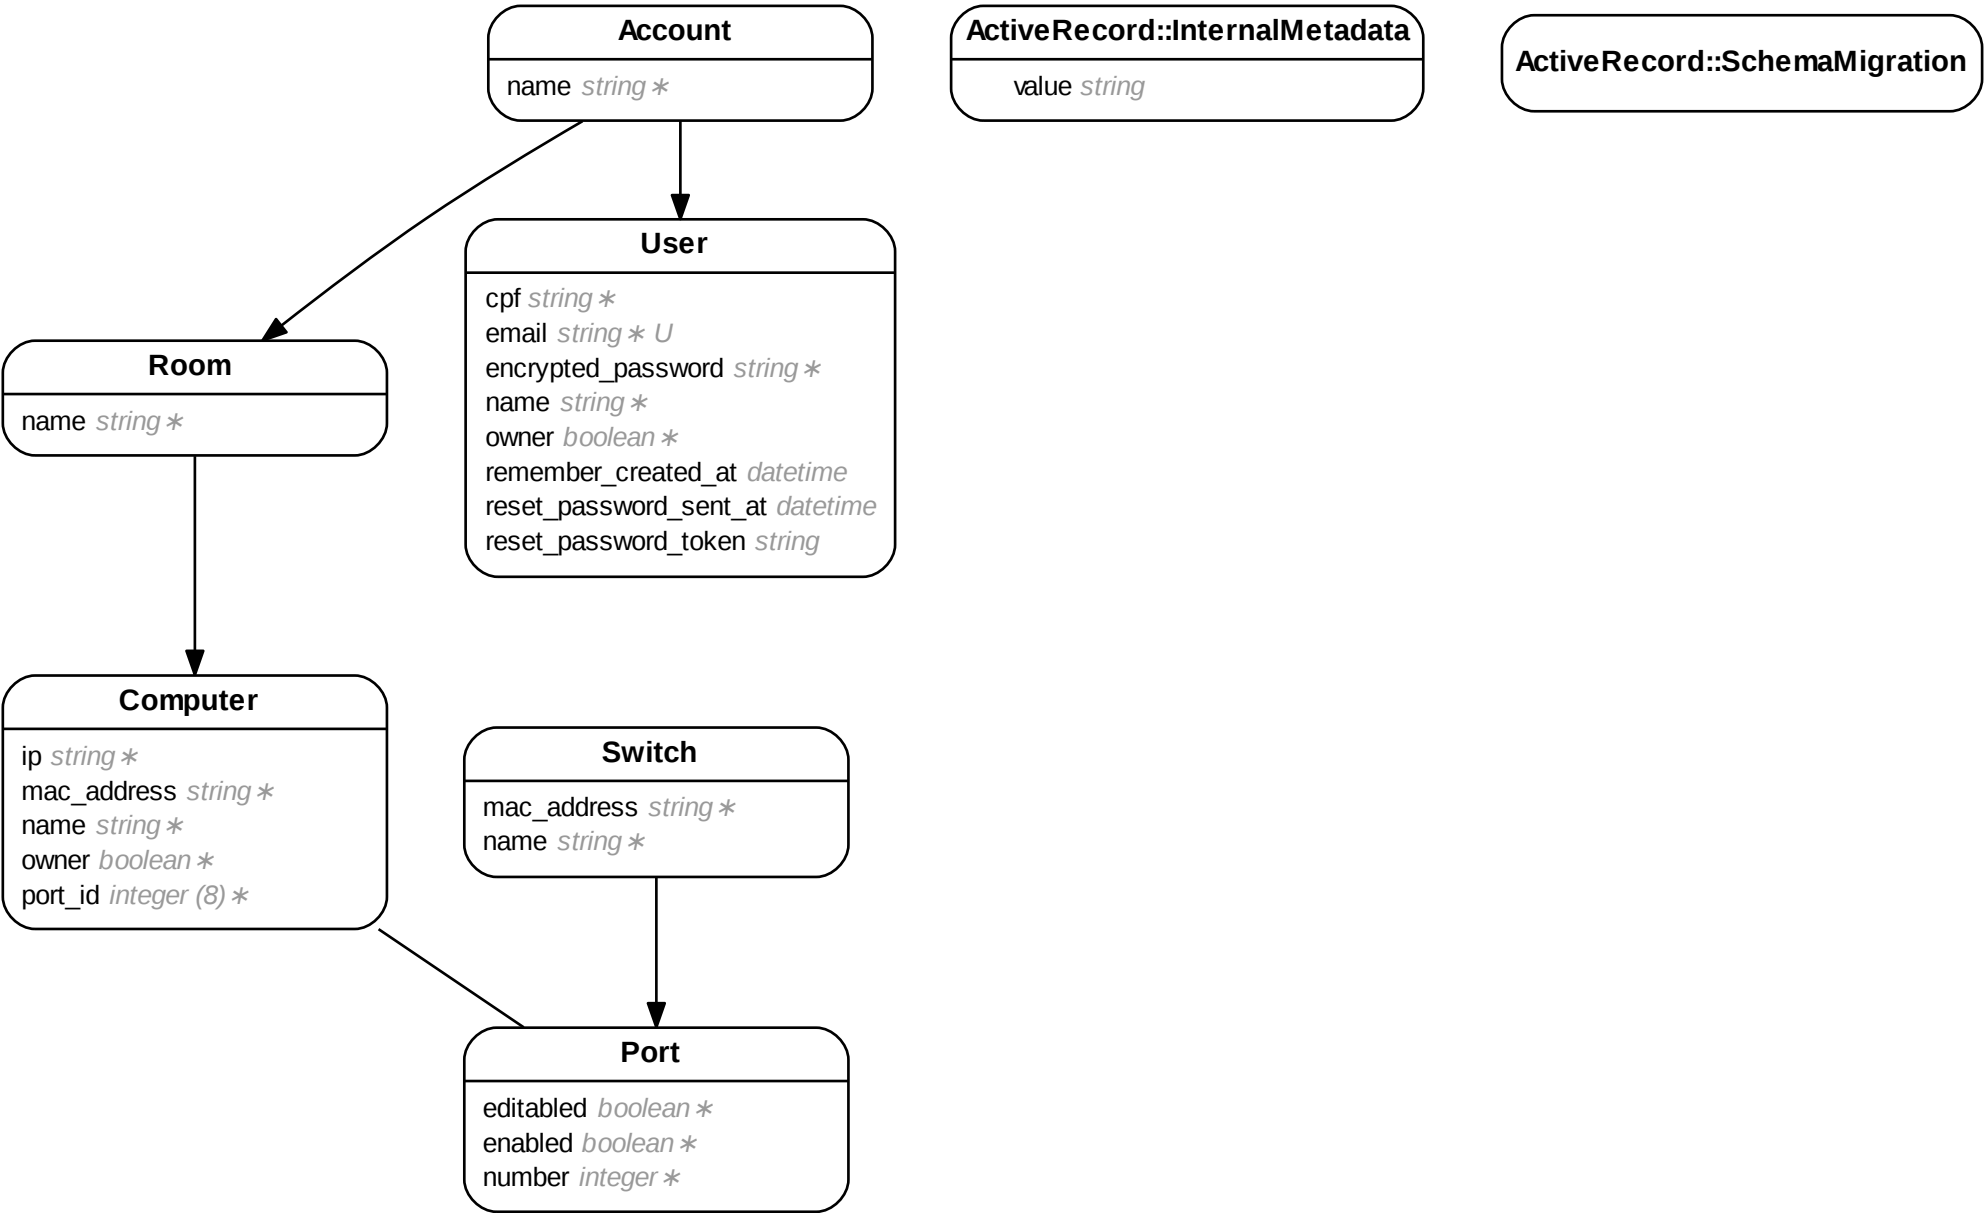 Account
name string ∗
ActiveRecord::InternalMetadata
value string
ActiveRecord::SchemaMigration
User
cpf string ∗
email string ∗ U
encrypted_password string ∗
name string ∗
owner boolean ∗
remember_created_at datetime
reset_password_sent_at datetime
reset_password_token string
Room
name string ∗
Computer
ip string ∗
mac_address string ∗
name string ∗
owner boolean ∗
port_id integer (8) ∗
Switch
mac_address string ∗
name string ∗
Port
editabled boolean ∗
enabled boolean ∗
number integer ∗